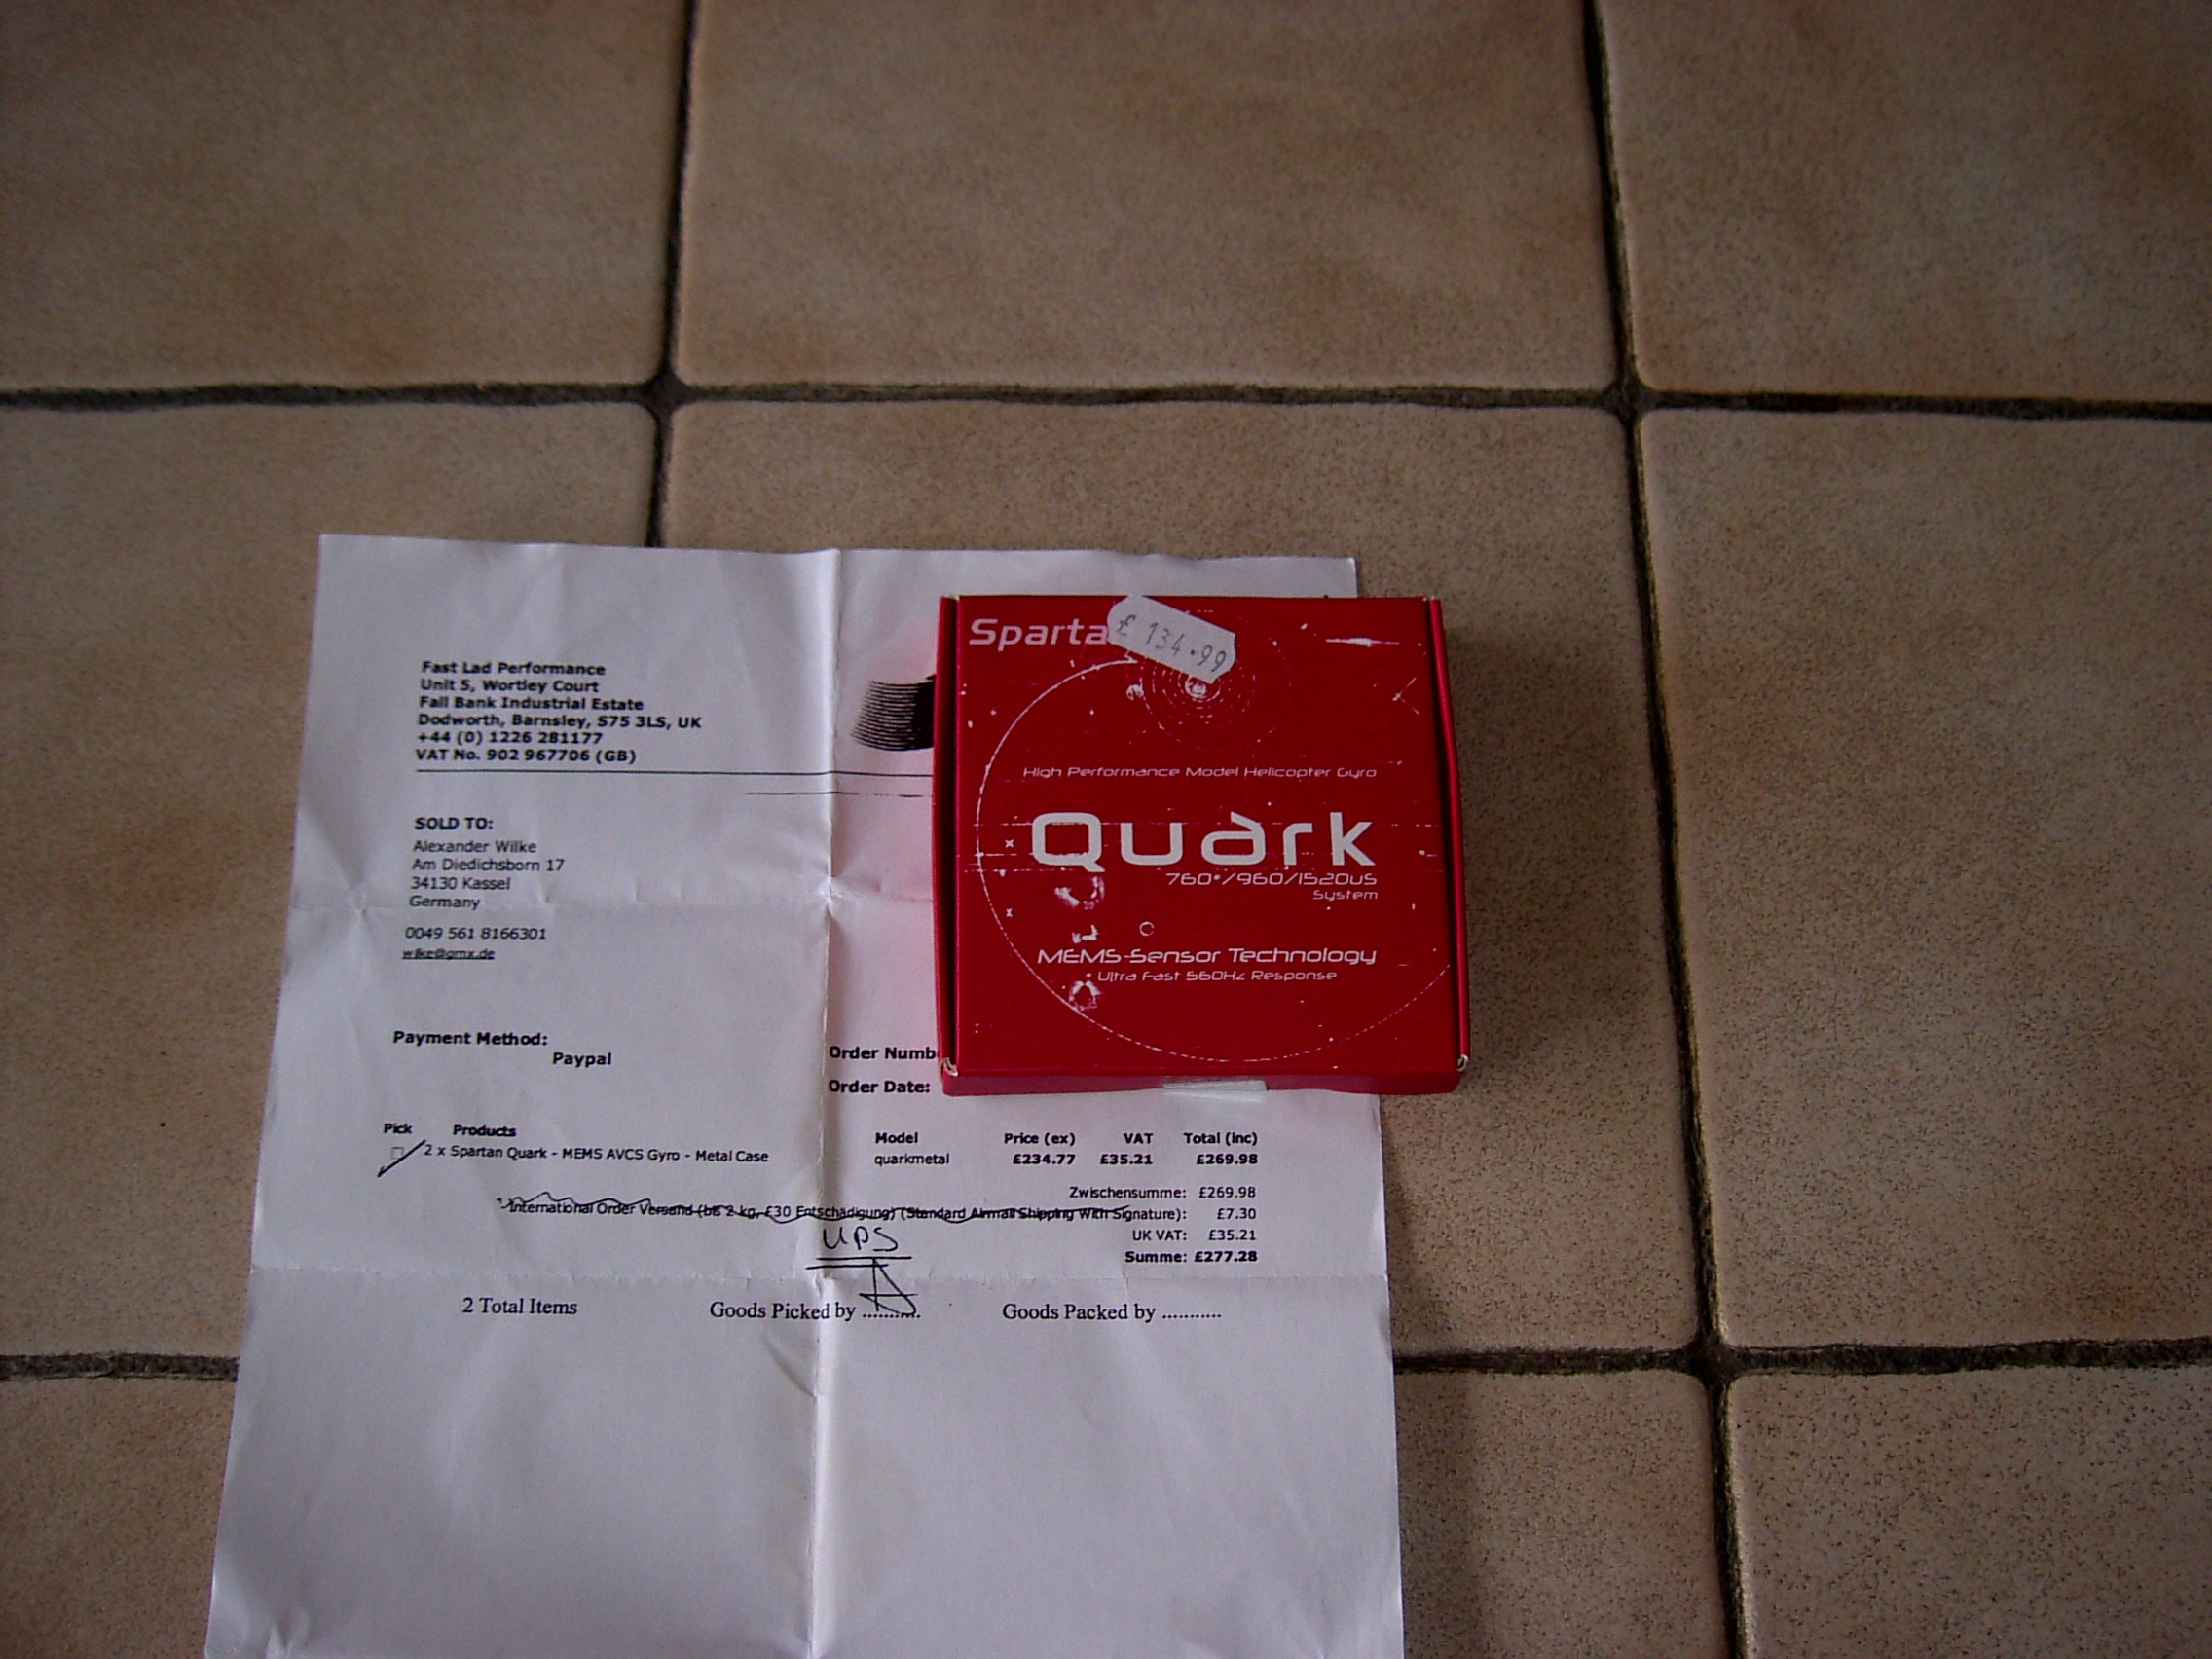 Fast Lad Performance
Unit 5, Wortley Court
Fall Bank Industrial Estate
Dodworth, Barnsley, S75 3LS, UK
+44 (0) 1226 281177
VAT No. 902 967706 (GB)
SOLD TO:
Alexander Wilke
Am Diedichsborn 17
34130 Kassel
Germany
0049 561 8166301
wilke@gmx.de
Payment Method:
Paypal
Order Numb
Order Date:
Pick Products Model Price (ex) VAT Total (inc)
2 x Spartan Quark - MEMS AVCS Gyro - Metal Case quarkmetal £234.77 £35.21 £269.98
Zwischensumme: £269.98
International Order Versand (bis 2 kg, £30 Entschädigung) (Standard Airmail Shipping With Signature): £7.30
UPS
UK VAT: £35.21
Summe: £277.28
2 Total Items Goods Picked by .......... Goods Packed by ...........
Sparta
£134.99
High Performance Model Helicopter Gyro
Quark
760*/960/1520uS
System
MEMS-Sensor Technology
Ultra Fast 560Hz Response